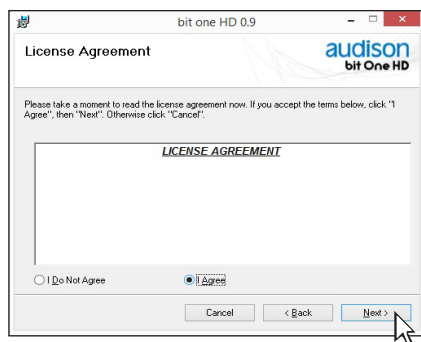 bit one HD 0.9
License Agreement
audison
bit One HD
Please take a moment to read the license agreement now. If you accept the terms below, click "I
Agree", then "Next". Otherwise click "Cancel".
LICENSE AGREEMENT
I Do Not Agree
I Agree
Cancel
< Back
Next >